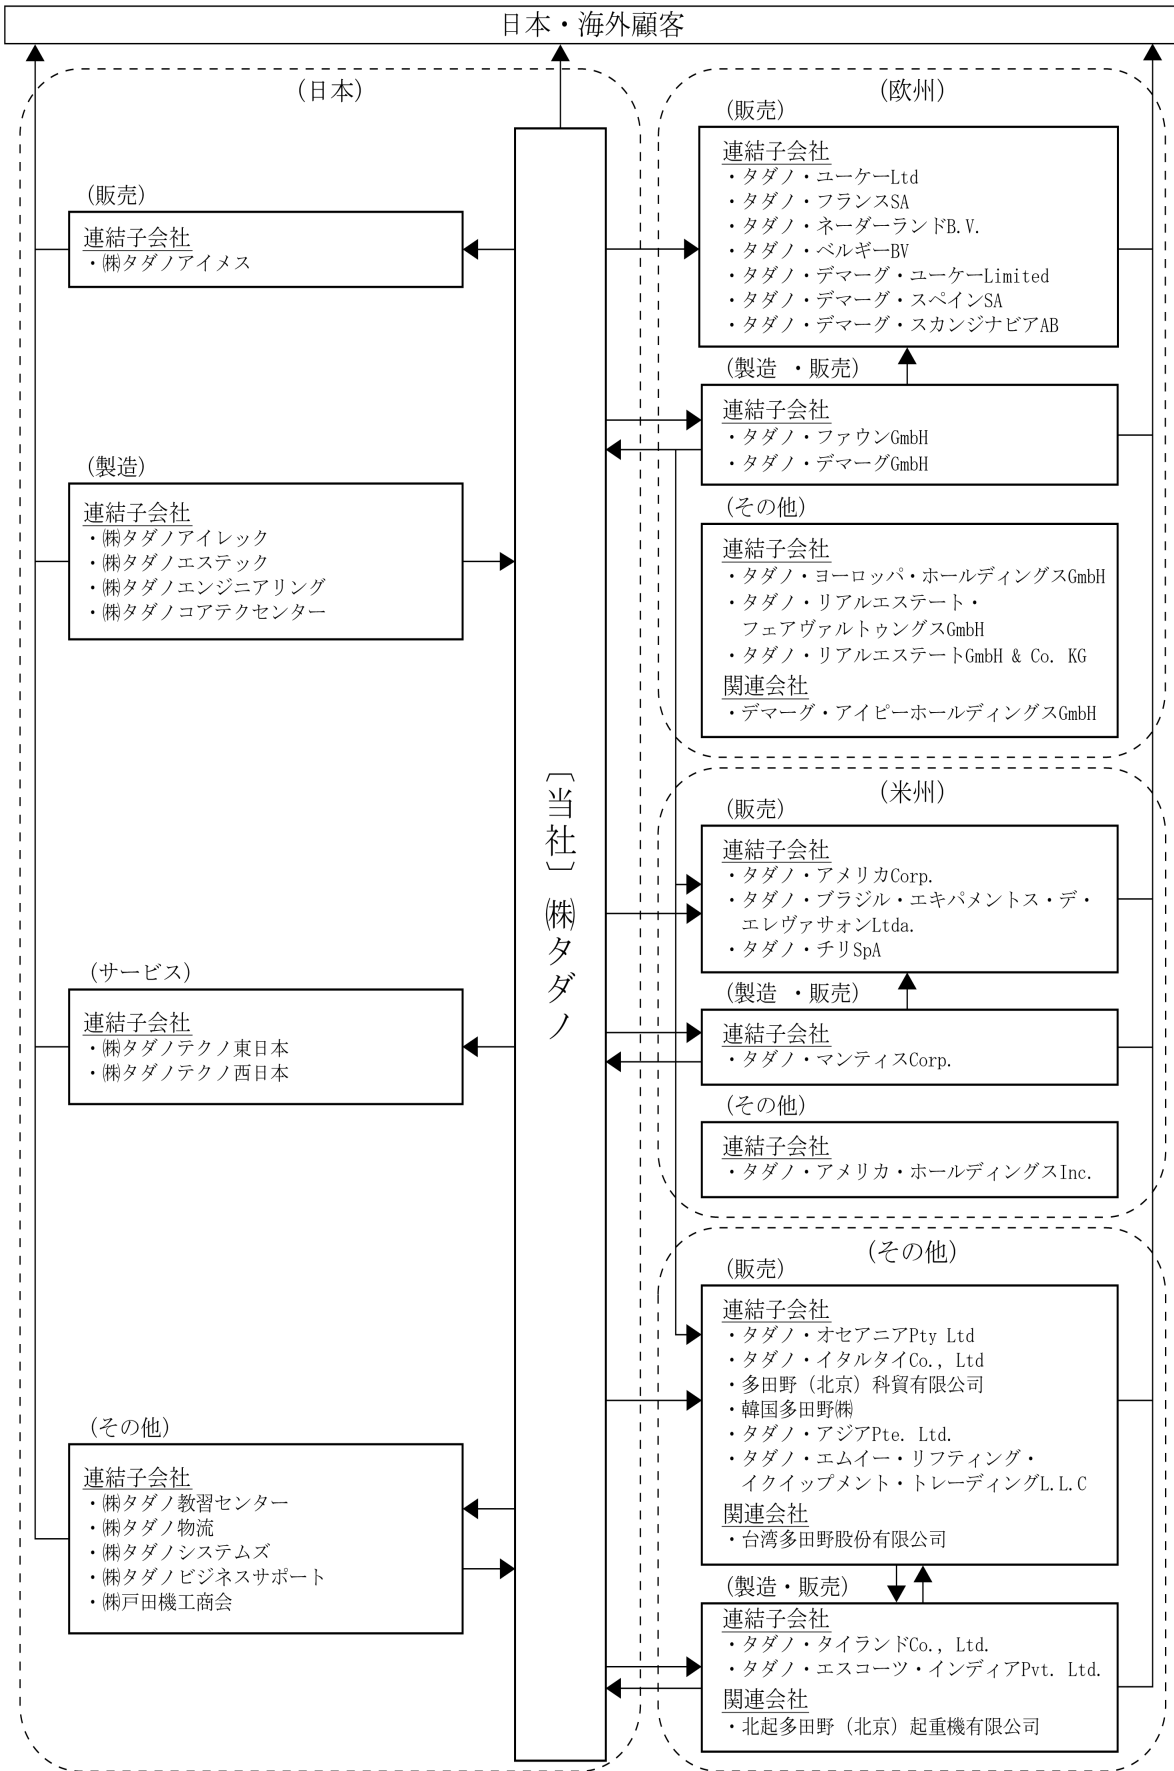 日本・海外顧客
(日本)
(販売)
連結子会社
・㈱タダノアイメス
(製造)
連結子会社
・㈱タダノアイレック
・㈱タダノエステック
・㈱タダノエンジニアリング
・㈱タダノコアテクセンター
(サービス)
連結子会社
・㈱タダノテクノ東日本
・㈱タダノテクノ西日本
(その他)
連結子会社
・㈱タダノ教習センター
・㈱タダノ物流
・㈱タダノシステムズ
・㈱タダノビジネスサポート
・㈱戸田機工商会
〔当社〕㈱タダノ
(欧州)
(販売)
連結子会社
・タダノ・ユーケーLtd
・タダノ・フランスSA
・タダノ・ネーダーランドB.V.
・タダノ・ベルギーBV
・タダノ・デマーグ・ユーケーLimited
・タダノ・デマーグ・スペインSA
・タダノ・デマーグ・スカンジナビアAB
(製造 ・販売)
連結子会社
・タダノ・ファウンGmbH
・タダノ・デマーグGmbH
(その他)
連結子会社
・タダノ・ヨーロッパ・ホールディングスGmbH
・タダノ・リアルエステート・
フェアヴァルトゥングスGmbH
・タダノ・リアルエステートGmbH & Co. KG
関連会社
・デマーグ・アイピーホールディングスGmbH
(米州)
(販売)
連結子会社
・タダノ・アメリカCorp.
・タダノ・ブラジル・エキパメントス・デ・
エレヴァサォンLtda.
・タダノ・チリSpA
(製造 ・販売)
連結子会社
・タダノ・マンティスCorp.
(その他)
連結子会社
・タダノ・アメリカ・ホールディングスInc.
(その他)
(販売)
連結子会社
・タダノ・オセアニアPty Ltd
・タダノ・イタルタイCo., Ltd
・多田野（北京）科貿有限公司
・韓国多田野㈱
・タダノ・アジアPte. Ltd.
・タダノ・エムイー・リフティング・
イクイップメント・トレーディングL.L.C
関連会社
・台湾多田野股份有限公司
(製造・販売)
連結子会社
・タダノ・タイランドCo., Ltd.
・タダノ・エスコーツ・インディアPvt. Ltd.
関連会社
・北起多田野（北京）起重機有限公司